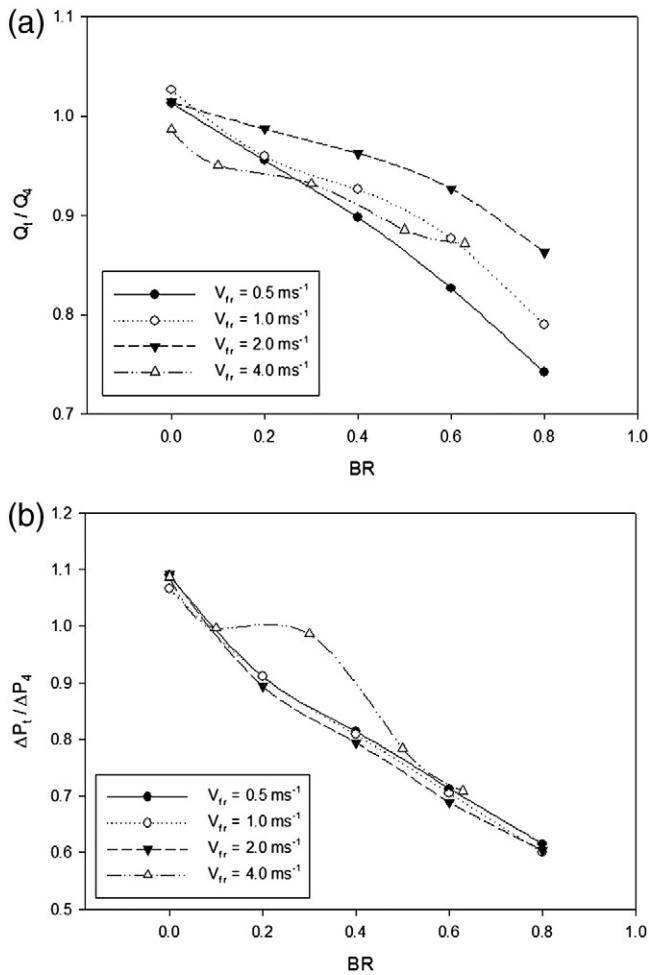 (a)
1.1
1.0
0.9
0.8
0.7
Qt / Q4
Vfr = 0.5 ms-1
Vfr = 1.0 ms-1
Vfr = 2.0 ms-1
Vfr = 4.0 ms-1
0.0 0.2 0.4 0.6 0.8 1.0
BR
(b)
1.2
1.1
1.0
0.9
0.8
0.7
0.6
0.5
ΔPt / ΔP4
Vfr = 0.5 ms-1
Vfr = 1.0 ms-1
Vfr = 2.0 ms-1
Vfr = 4.0 ms-1
0.0 0.2 0.4 0.6 0.8 1.0
BR